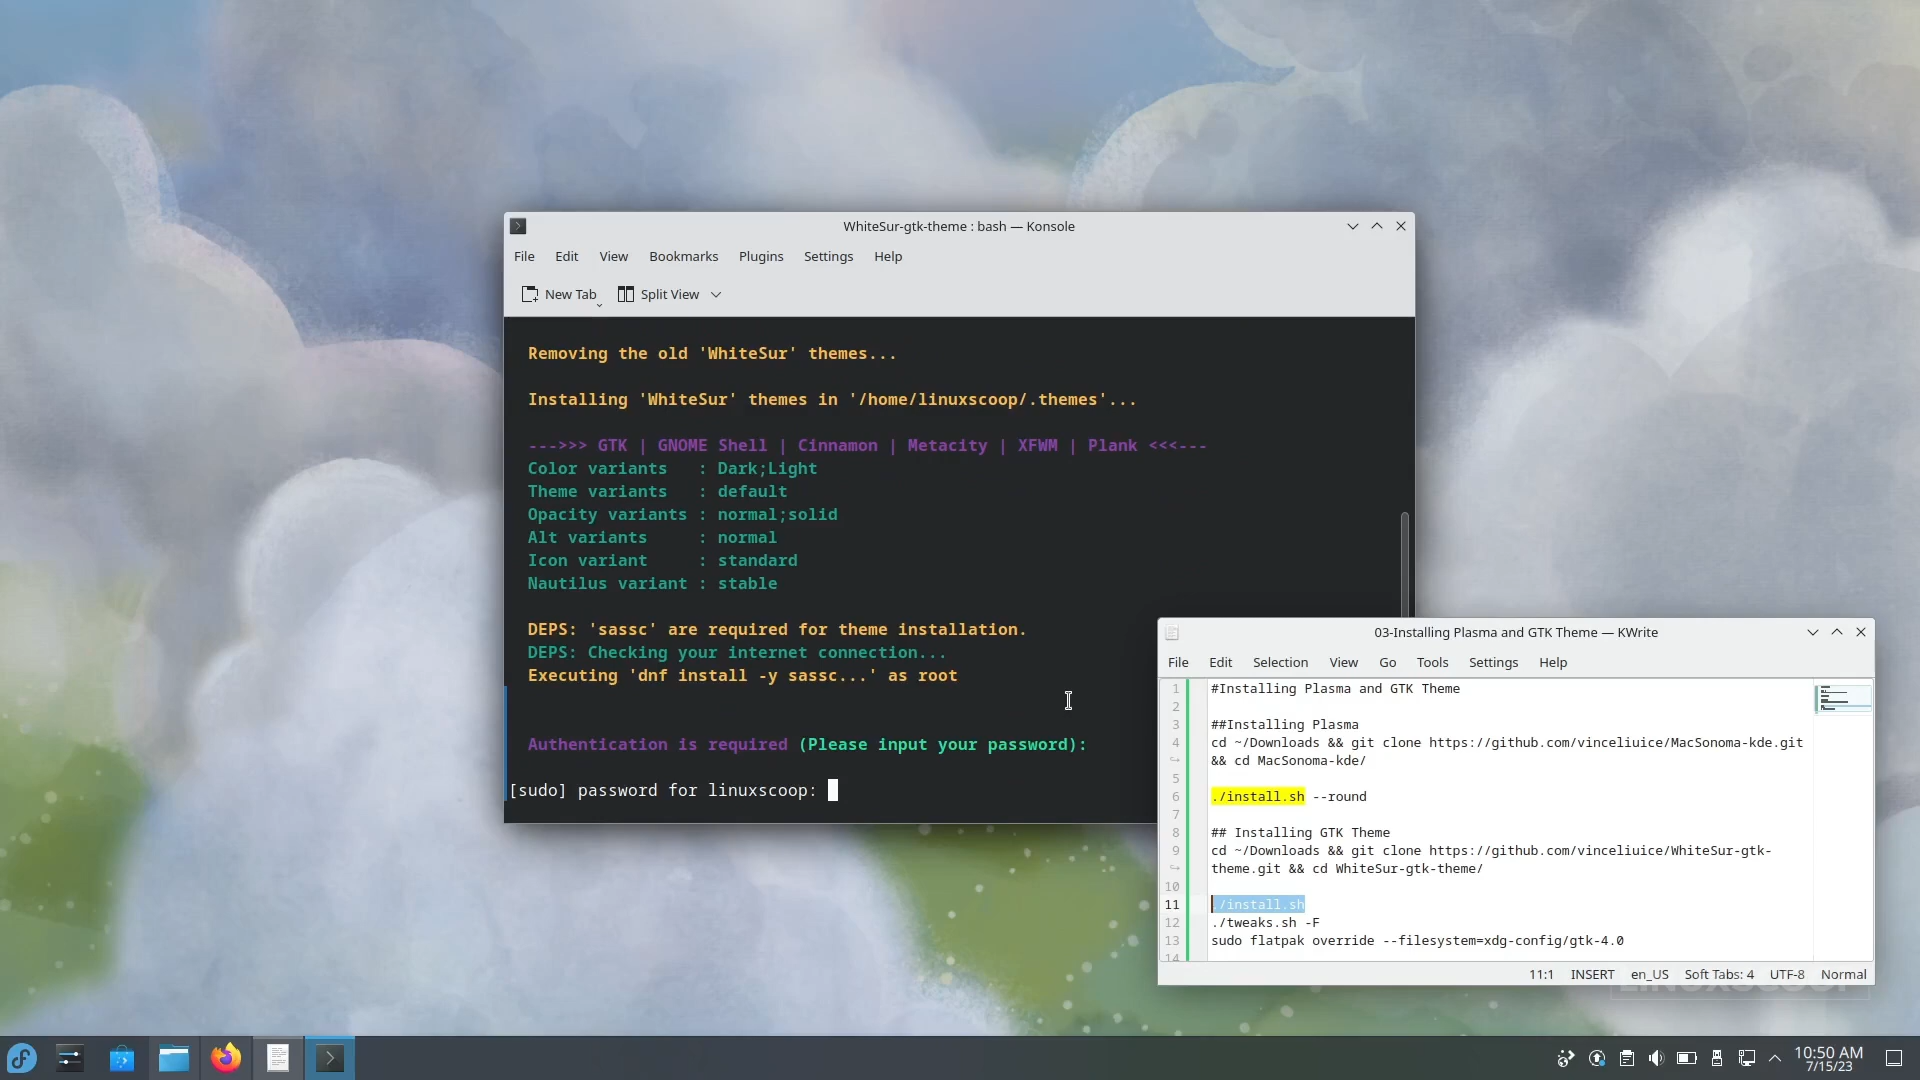 WhiteSur-gtk-theme : bash — Konsole
File Edit View Bookmarks Plugins Settings Help
New Tab Split View
Removing the old 'WhiteSur' themes...
Installing 'WhiteSur' themes in '/home/linuxscoop/.themes'...
--->>> GTK | GNOME Shell | Cinnamon | Metacity | XFWM | Plank <<<---
Color variants : Dark;Light
Theme variants : default
Opacity variants : normal;solid
Alt variants : normal
Icon variant : standard
Nautilus variant : stable
DEPS: 'sassc' are required for theme installation.
DEPS: Checking your internet connection...
Executing 'dnf install -y sassc...' as root
Authentication is required (Please input your password):
[sudo] password for linuxscoop:
03-Installing Plasma and GTK Theme — KWrite
File Edit Selection View Go Tools Settings Help
1 #Installing Plasma and GTK Theme
2
3 ##Installing Plasma
4 cd ~/Downloads && git clone https://github.com/vinceliuice/MacSonoma-kde.git
&& cd MacSonoma-kde/
5
6 ./install.sh --round
7
8 ## Installing GTK Theme
9 cd ~/Downloads && git clone https://github.com/vinceliuice/WhiteSur-gtk-
theme.git && cd WhiteSur-gtk-theme/
10
11 ./install.sh
12 ./tweaks.sh -F
13 sudo flatpak override --filesystem=xdg-config/gtk-4.0
14
11:1 INSERT en_US Soft Tabs: 4 UTF-8 Normal
LINUXSCOOP
10:50 AM
7/15/23